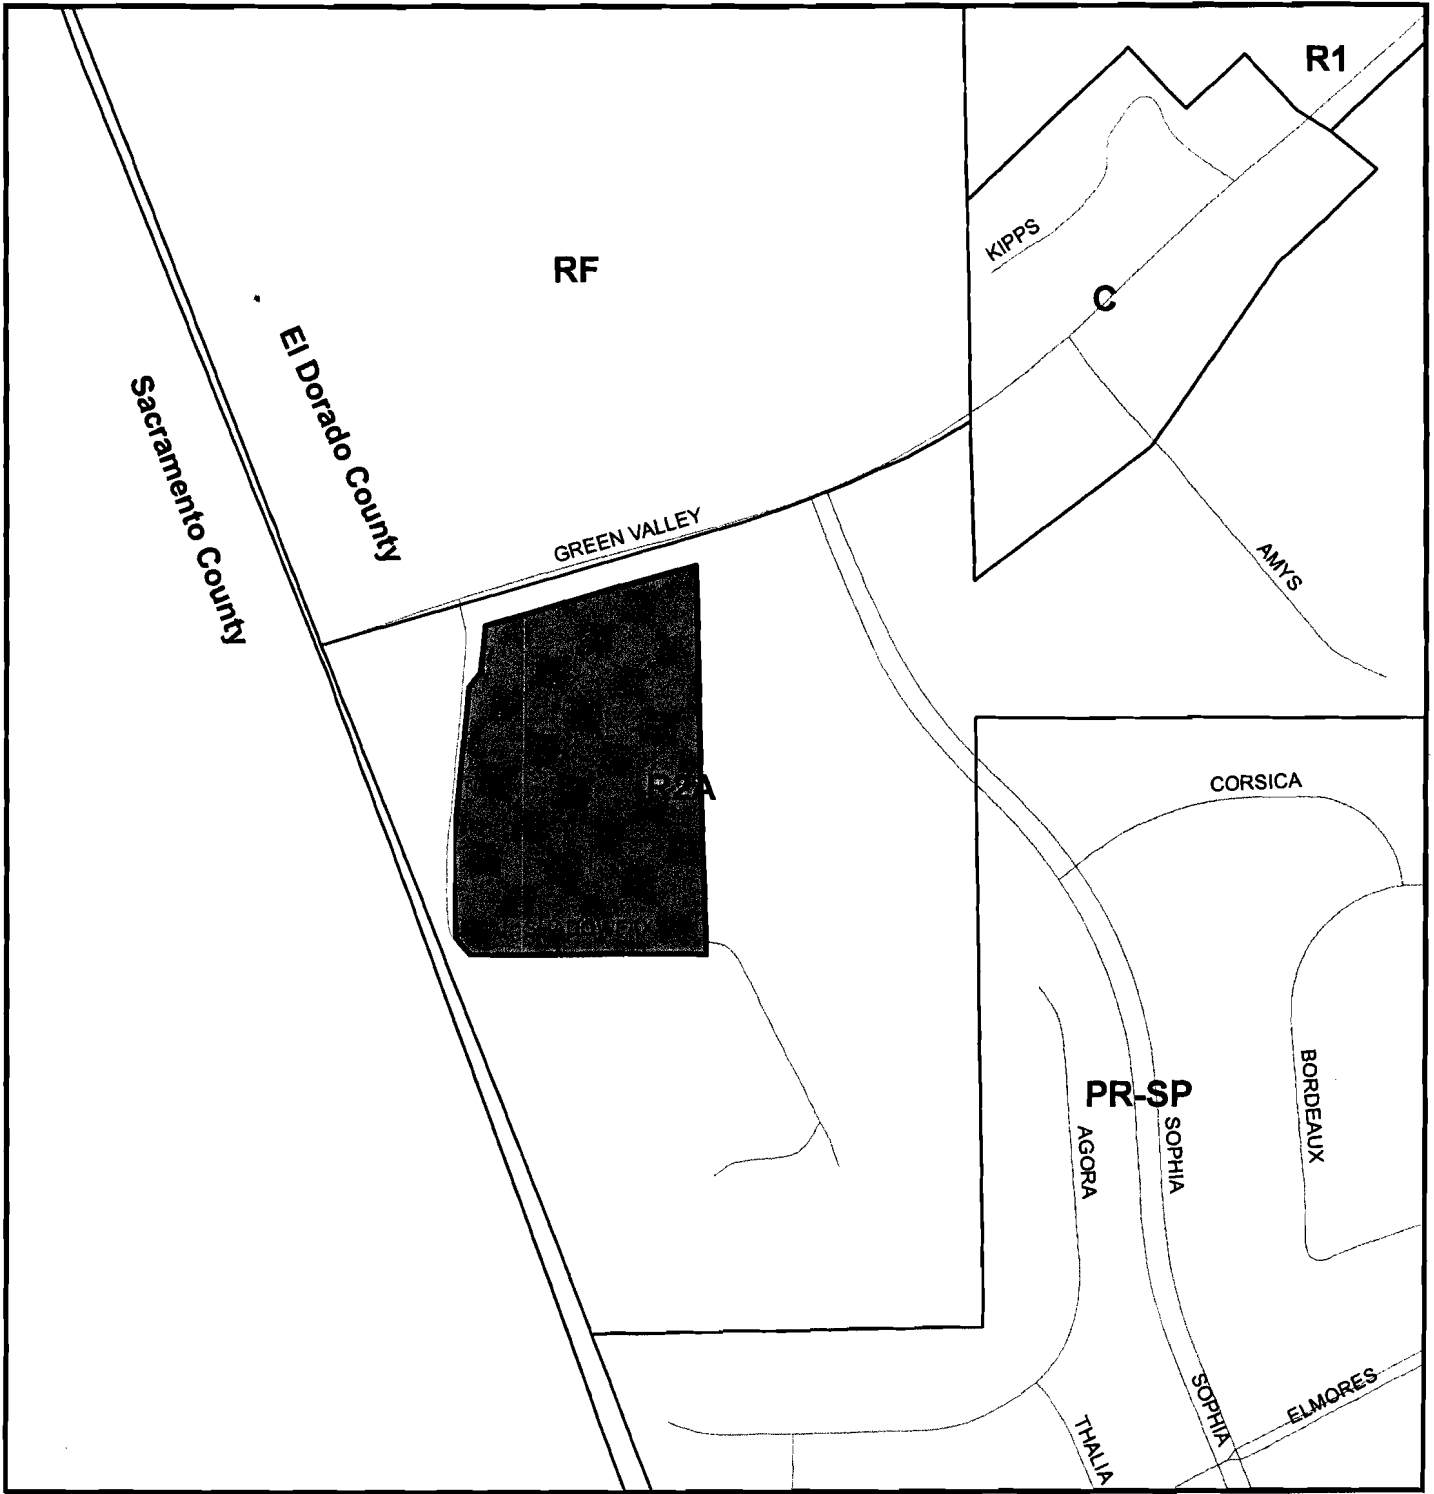 R1
KIPPS
RF
C
El Dorado County
Sacramento County
GREEN VALLEY
AMYS
R2A
CORSICA
PR-SP
BORDEAUX
AGORA
SOPHIA
SOPHIA
ELMORES
THALIA